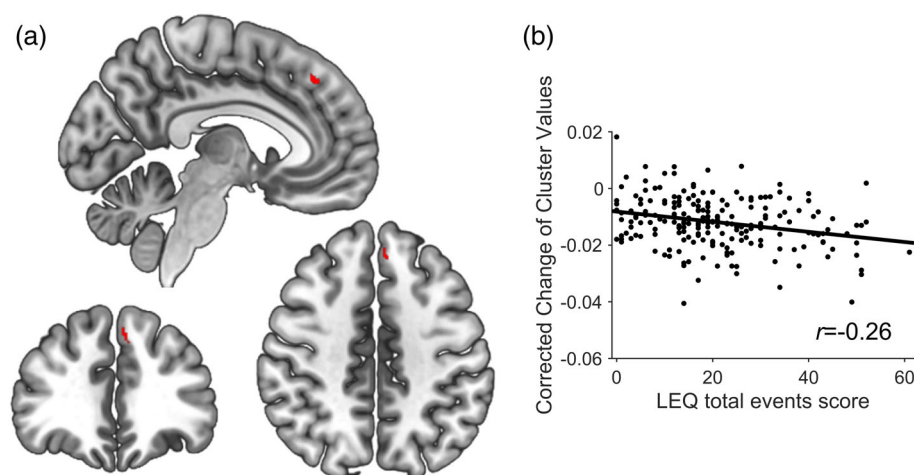 (a)
(b)
Corrected Change of Cluster Values
0.02
0
-0.02
-0.04
-0.06
r=-0.26
0
20
40
60
LEQ total events score